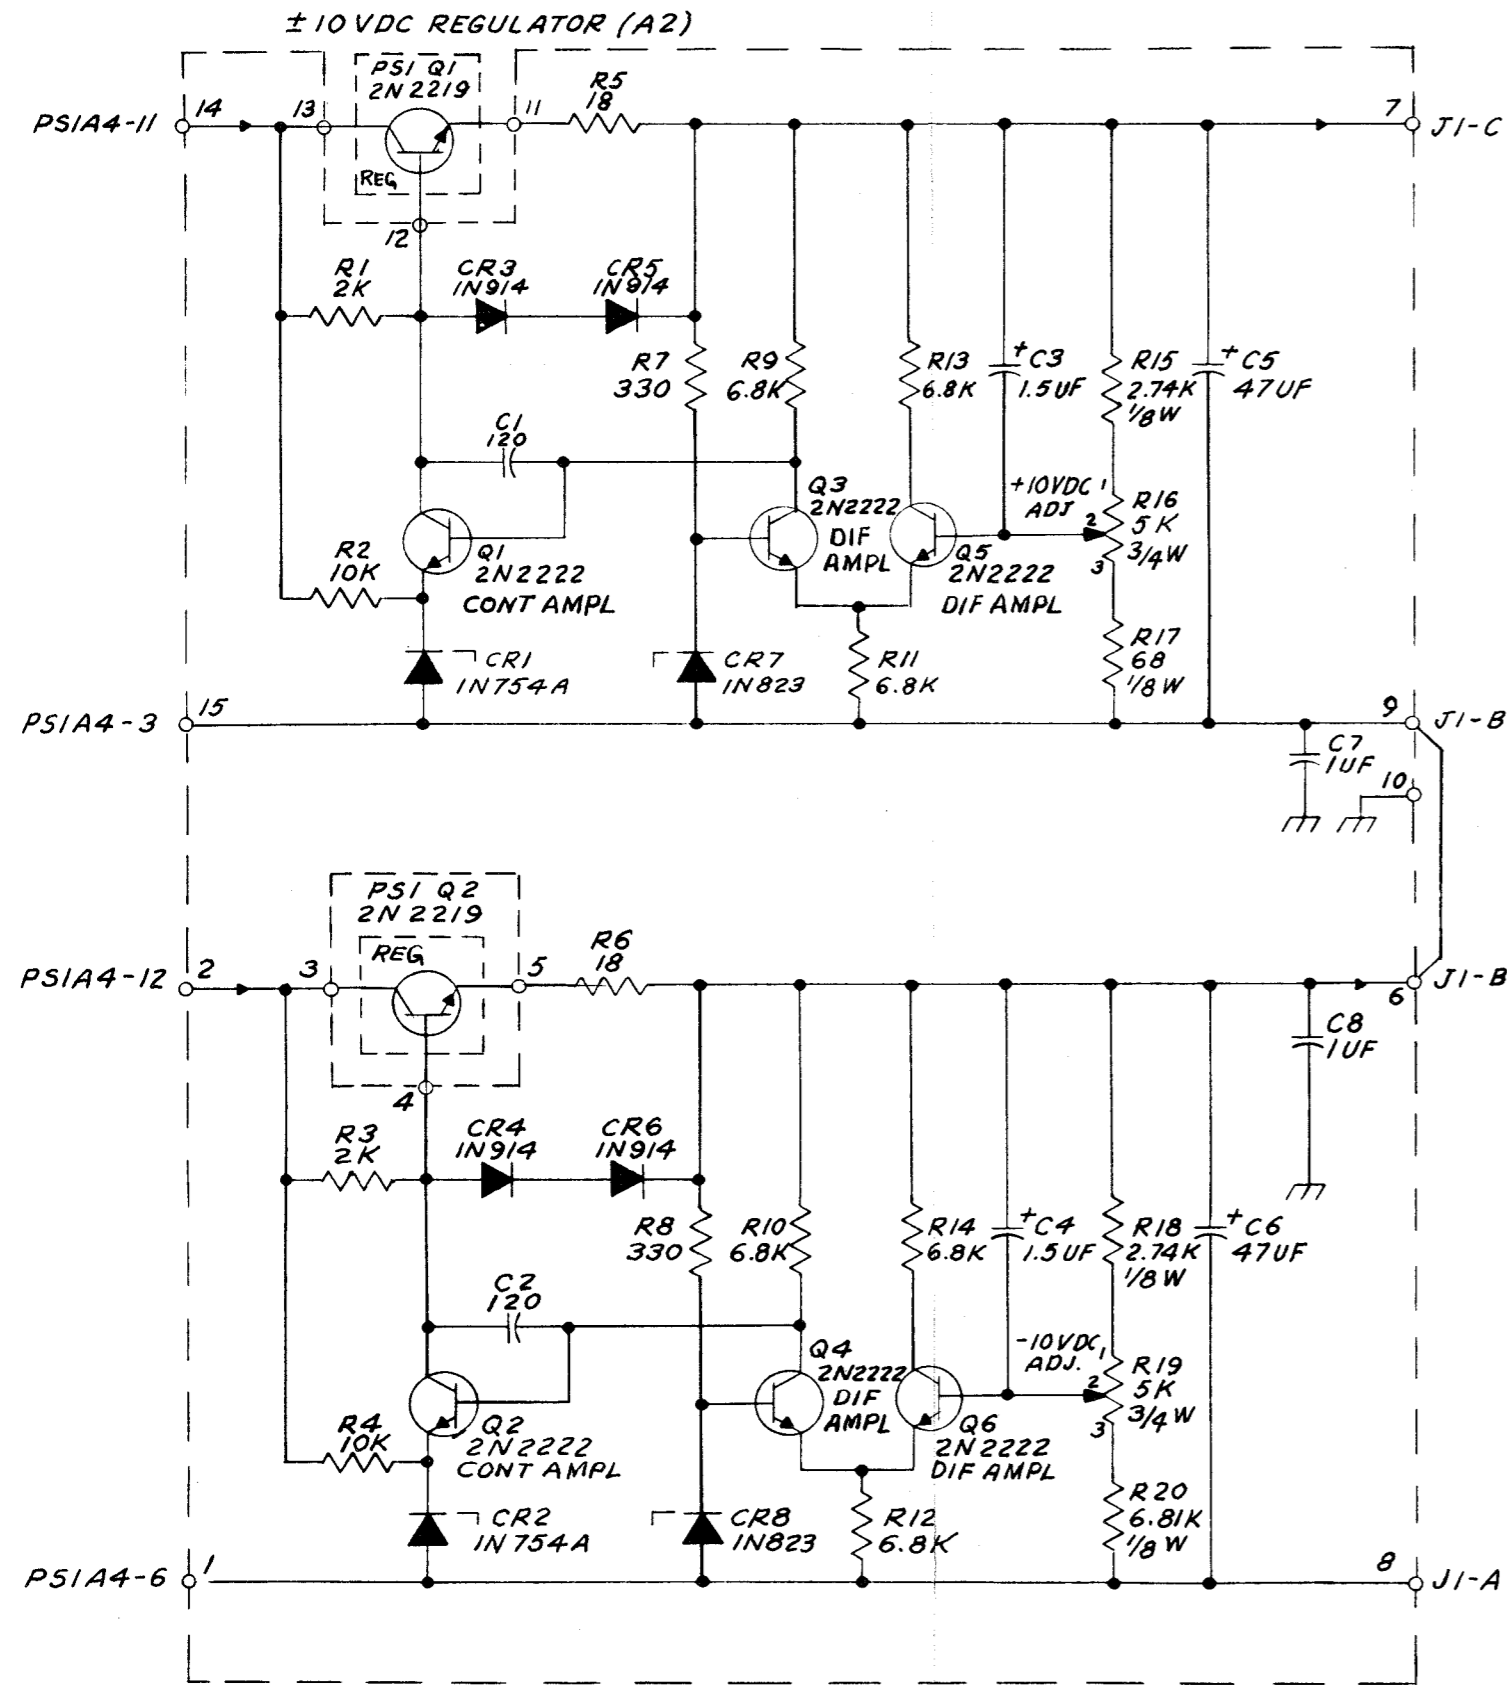 ± 10 VDC REGULATOR (A2)
PS1A4-11
14
13
PS1 Q1
2N2219
REG
11
R5
18
7
J1-C
12
R1
2K
CR3
1N914
CR5
1N914
R7
330
R9
6.8K
R13
6.8K
+
C3
1.5UF
R15
2.74K
1/8W
+
C5
47UF
C1
120
Q3
2N2222
DIF
AMPL
+10VDC
ADJ
1
2
3
R16
5K
3/4W
R2
10K
Q1
2N2222
CONT AMPL
Q5
2N2222
DIF AMPL
CR1
1N754A
CR7
1N823
R11
6.8K
R17
68
1/8W
PS1A4-3
15
9
J1-B
C7
1UF
10
PS1 Q2
2N2219
REG
PS1A4-12
2
3
5
R6
18
6
J1-B
C8
1UF
4
R3
2K
CR4
1N914
CR6
1N914
R8
330
R10
6.8K
R14
6.8K
+
C4
1.5UF
R18
2.74K
1/8W
+
C6
47UF
C2
120
Q4
2N2222
DIF
AMPL
-10VDC
ADJ.
1
2
3
R19
5K
3/4W
R4
10K
Q2
2N2222
CONT AMPL
Q6
2N2222
DIF AMPL
CR2
1N754A
CR8
1N823
R12
6.8K
R20
6.81K
1/8W
PS1A4-6
1
8
J1-A